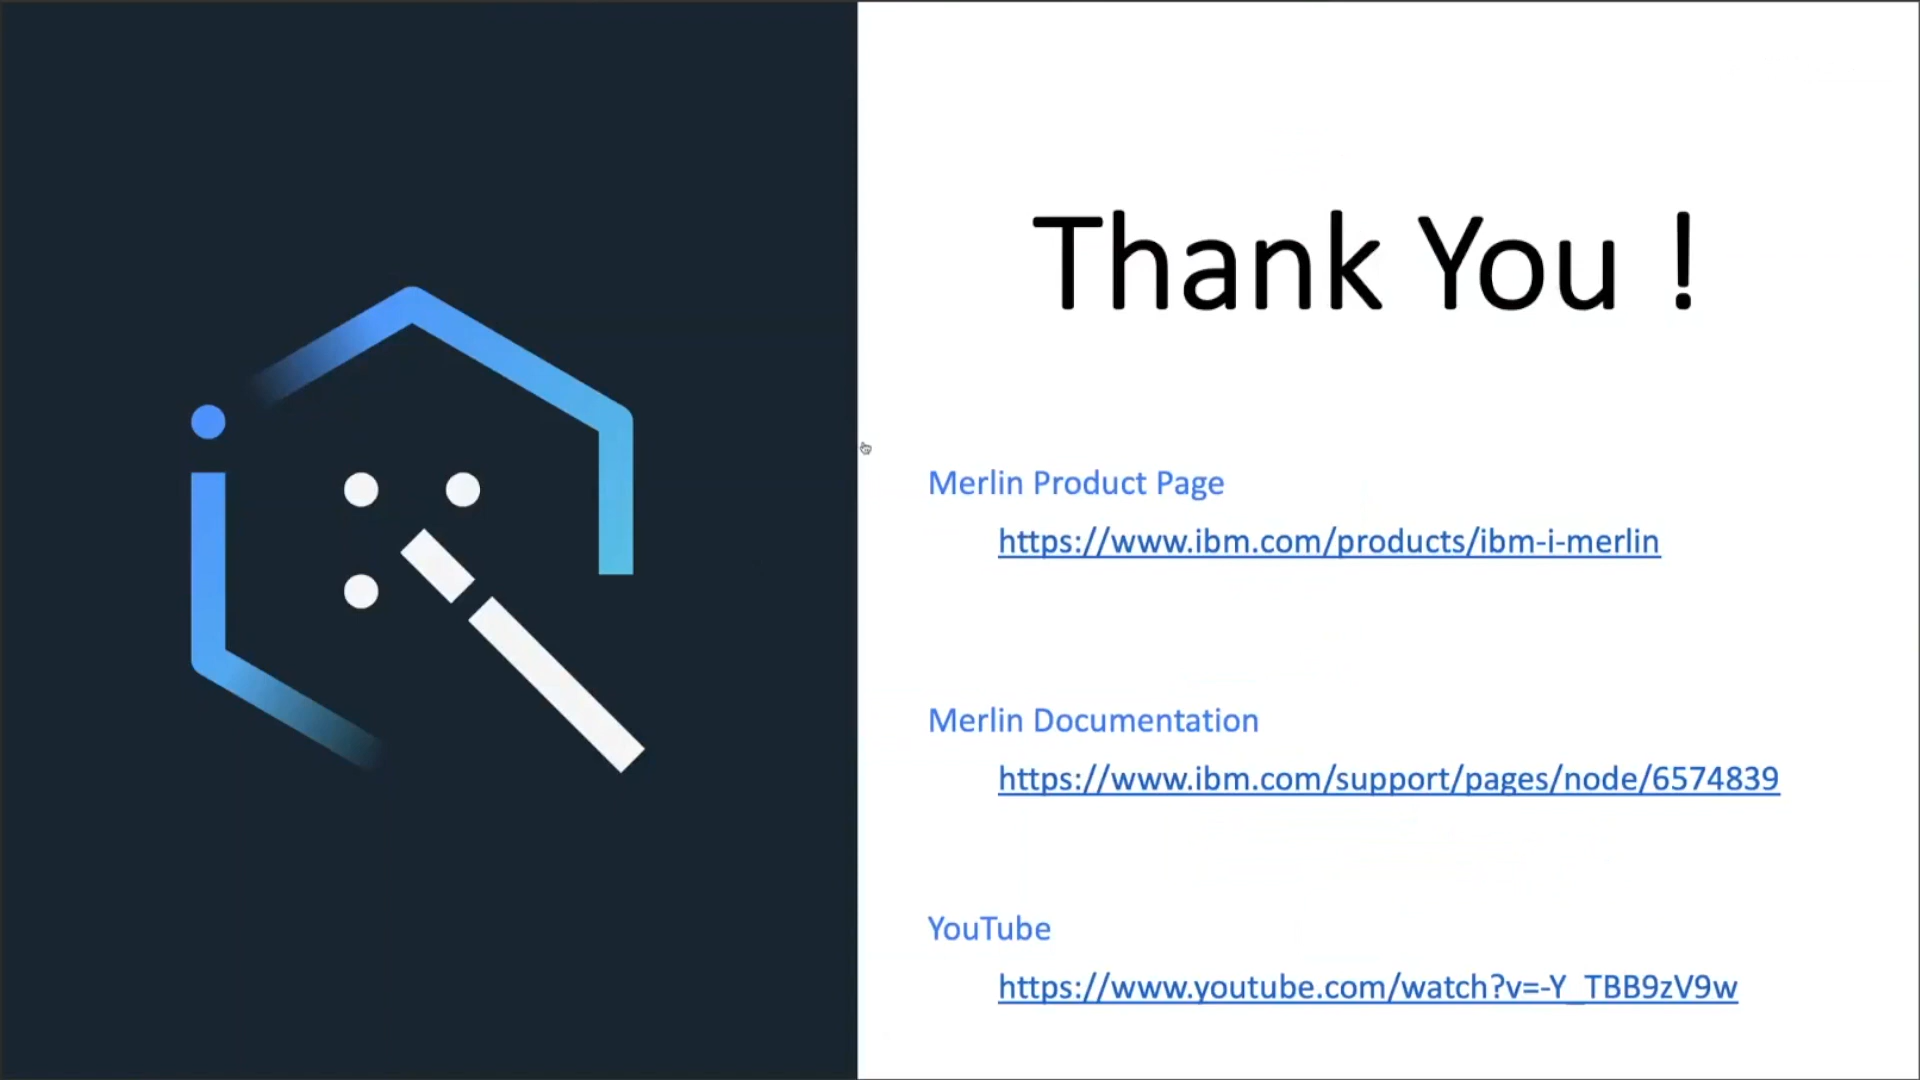 Thank You !
Merlin Product Page
https://www.ibm.com/products/ibm-i-merlin
Merlin Documentation
https://www.ibm.com/support/pages/node/6574839
YouTube
https://www.youtube.com/watch?v=-Y_TBB9zV9w